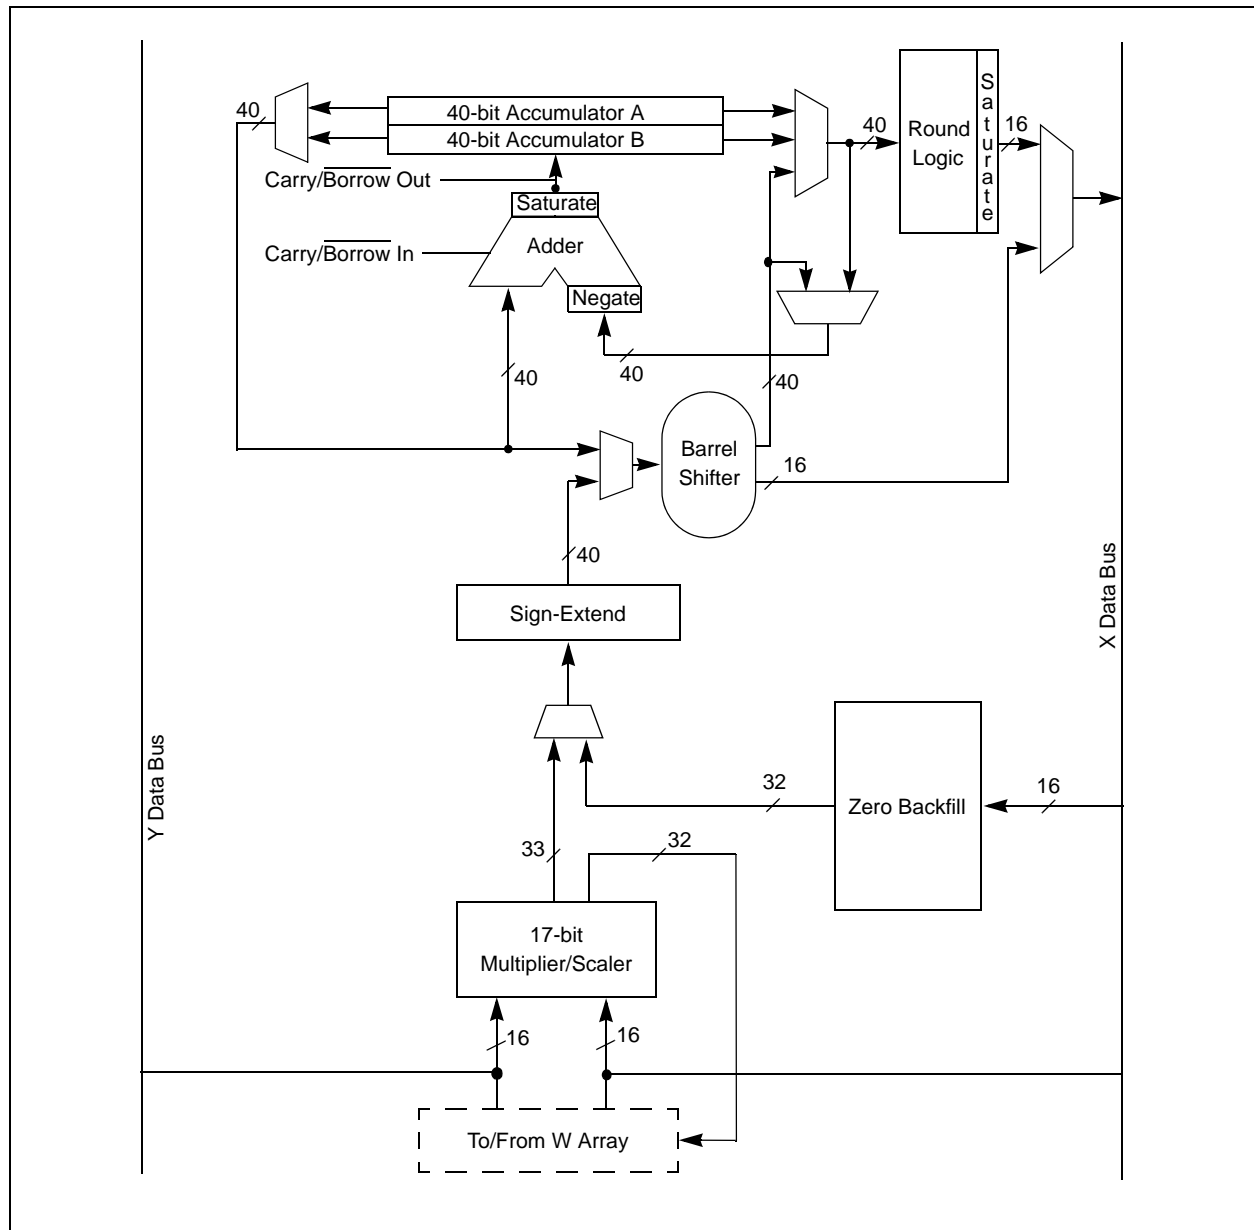 40
40-bit Accumulator A
40-bit Accumulator B
Carry/Borrow Out
Saturate
Carry/Borrow In
Adder
Negate
40
Round
Logic
Saturate
16
40
40
40
Barrel
Shifter
16
40
Sign-Extend
X Data Bus
Y Data Bus
32
Zero Backfill
16
33
32
17-bit
Multiplier/Scaler
16
16
To/From W Array